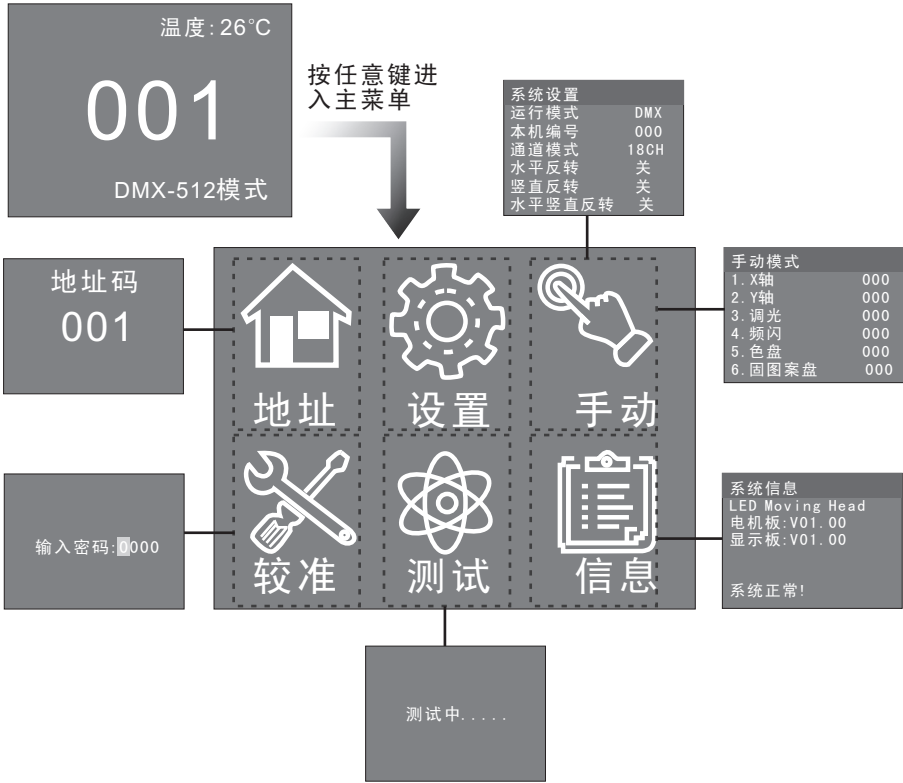 温度:26℃
001
DMX-512模式
按任意键进
入主菜单
系统设置
运行模式 DMX
本机编号 000
通道模式 18CH
水平反转 关
竖直反转 关
水平竖直反转 关
地址码
001
手动模式
1.X轴 000
2.Y轴 000
3.调光 000
4.频闪 000
5.色盘 000
6.固图案盘 000
地址
设置
手动
输入密码:0000
较准
测试
信息
系统信息
LED Moving Head
电机板:V01.00
显示板:V01.00
系统正常!
测试中.....